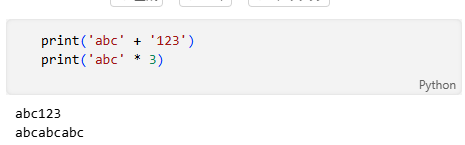 print('abc' + '123')
print('abc' * 3)
Python
abc123
abcabcabc